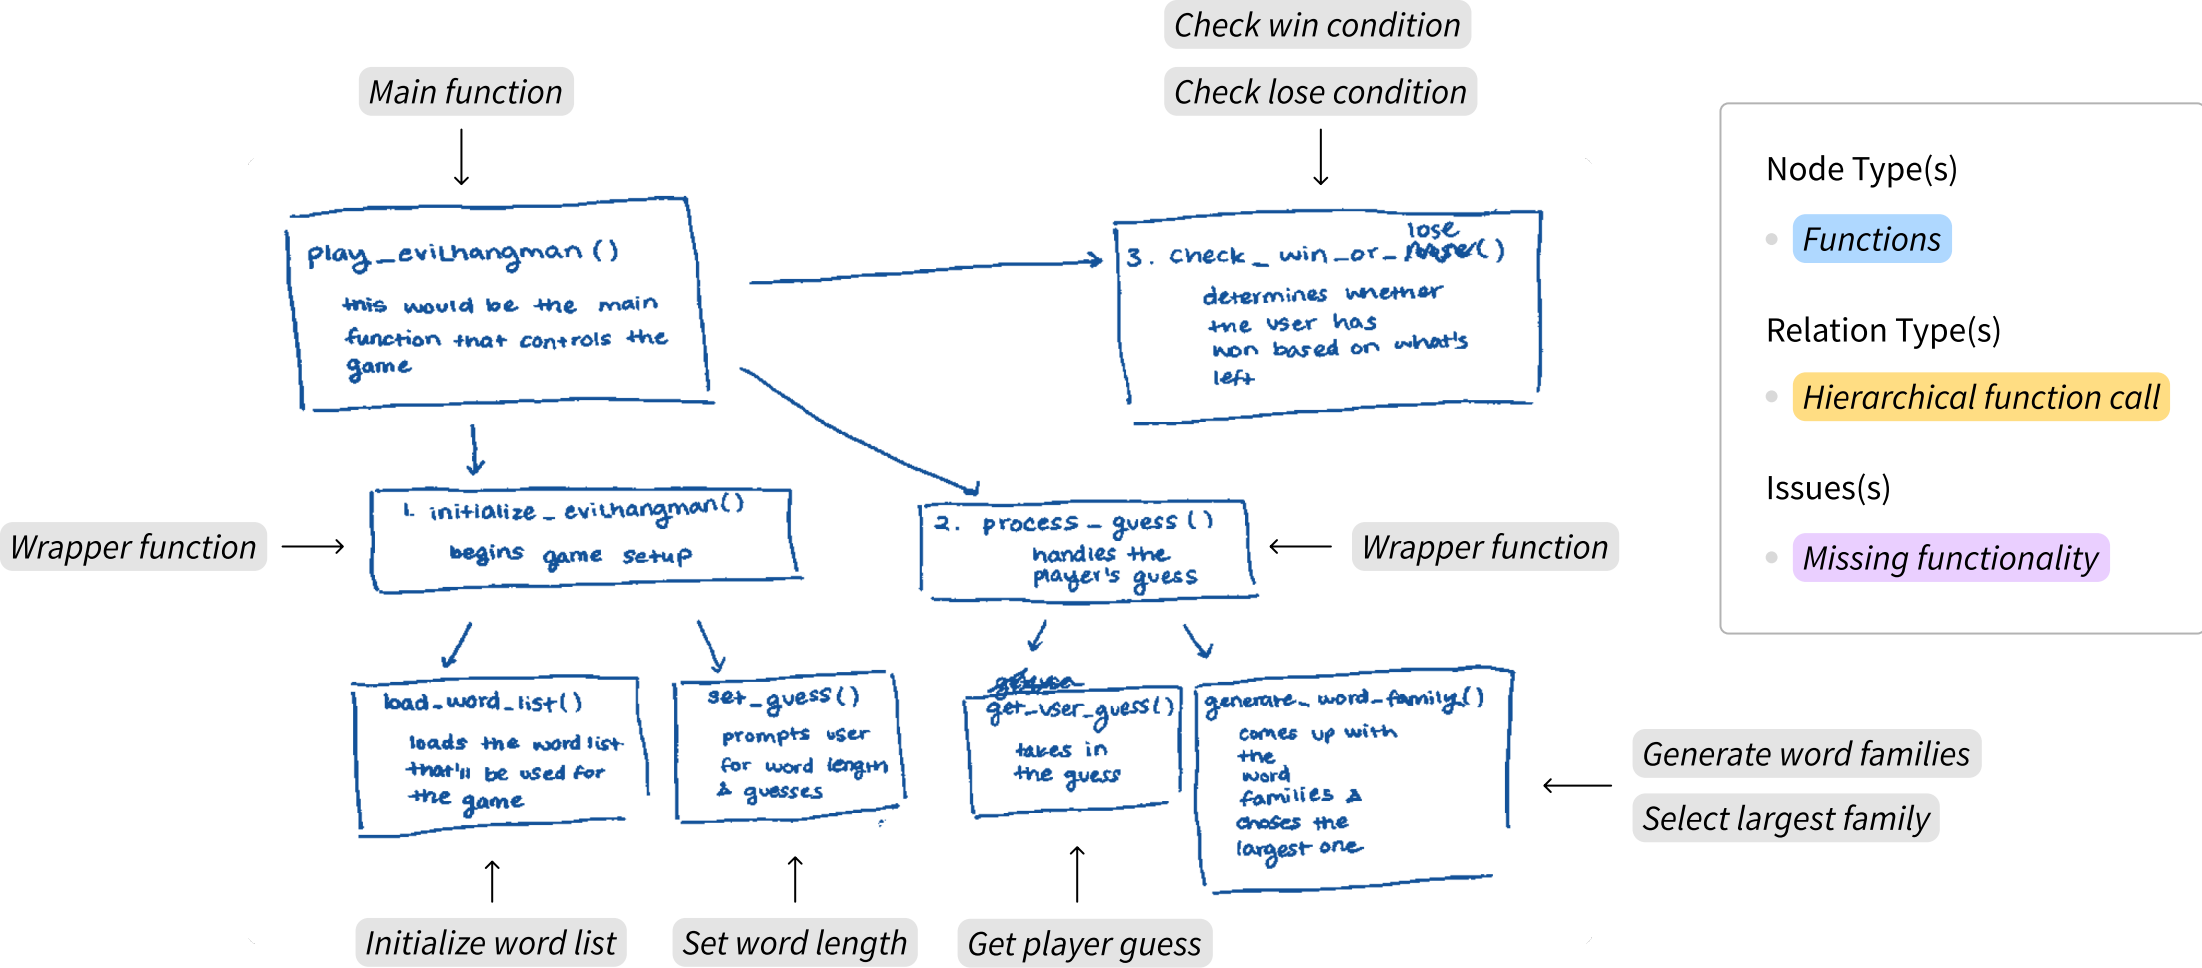 Check win condition
Main function
Check lose condition
Node Type(s)
Functions
Relation Type(s)
Hierarchical function call
Issues(s)
Missing functionality
play_evilhangman()
this would be the main
function that controls the
game
lose
3. check_win_or_()
determines whether
the user has
won based on what's
left
Wrapper function
1. initialize_evilhangman()
begins game setup
2. process_guess()
handles the
player's guess
Wrapper function
load_word_list()
loads the word list
that'll be used for
the game
set_guess()
prompts user
for word length
& guesses
get_user_guess()
takes in
the guess
generate_word_family()
comes up with
the
word
families &
choses the
largest one
Generate word families
Select largest family
Initialize word list
Set word length
Get player guess